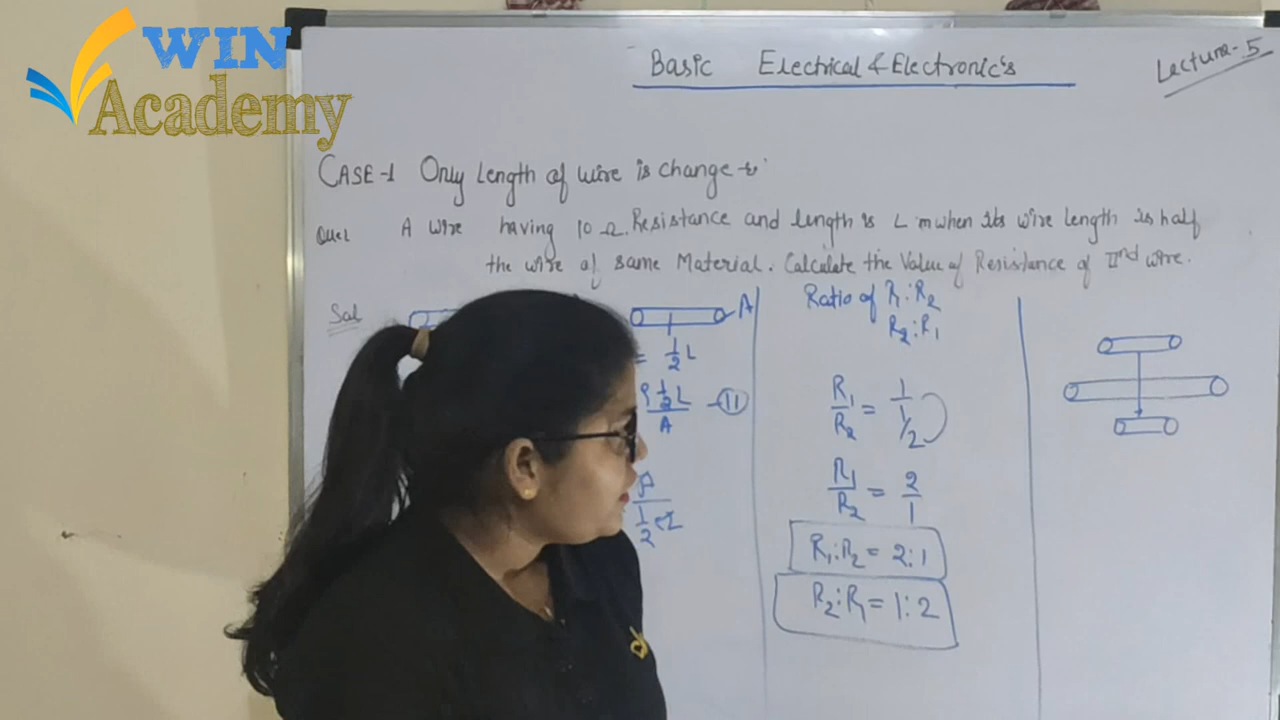 WIN
Academy
Basic Electrical & Electronic's
Lecture-5
CASE-1 Only Length of wire is change
Que1 A wire having 10 Ω Resistance and length is L m when its wire length is half
the wire of same Material. Calculate the Value of Resistance of IInd wire.
Sol
A
= 1/2 L
ρ 1/2 L / A - II
Ratio of R1:R2
R2:R1
R1/R2 = 1/1/2
R1/R2 = 2/1
R1:R2 = 2:1
R2:R1 = 1:2